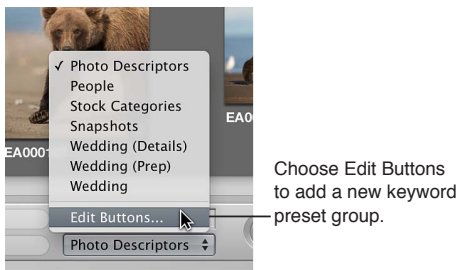 ✓ Photo Descriptors
People
Stock Categories
Snapshots
Wedding (Details)
Wedding (Prep)
Wedding
Edit Buttons...
Photo Descriptors
EA0001
EA00
Choose Edit Buttons
to add a new keyword
preset group.